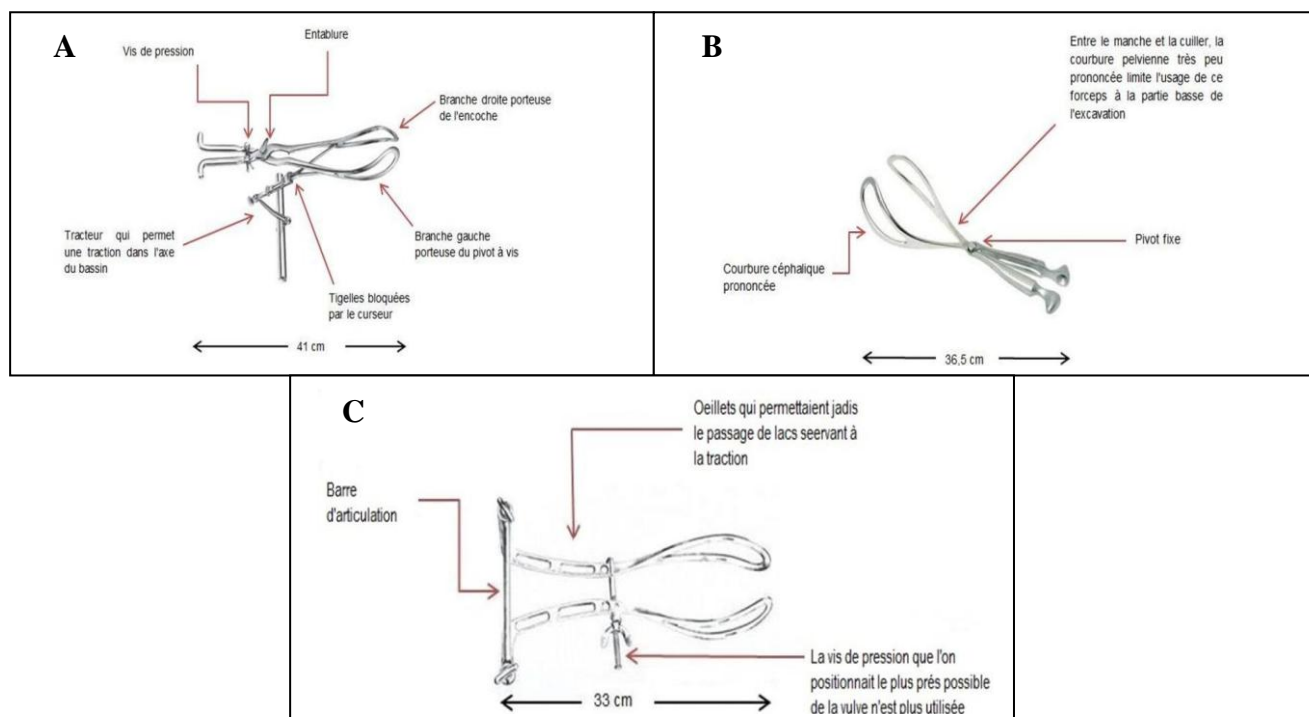 A
Vis de pression
Entablure
Branche droite porteuse
de l'encoche
Tracteur qui permet
une traction dans l'axe
du bassin
Branche gauche
porteuse du pivot à vis
Tigelles bloquées
par le curseur
41 cm
B
Entre le manche et la cuiller, la
courbure pelvienne très peu
prononcée limite l'usage de ce
forceps à la partie basse de
l'excavation
Pivot fixe
Courbure céphalique
prononcée
36,5 cm
C
Oeillets qui permettaient jadis
le passage de lacs seervant à
la traction
Barre
d'articulation
La vis de pression que l'on
positionnait le plus prés possible
de la vulve n'est plus utilisée
33 cm